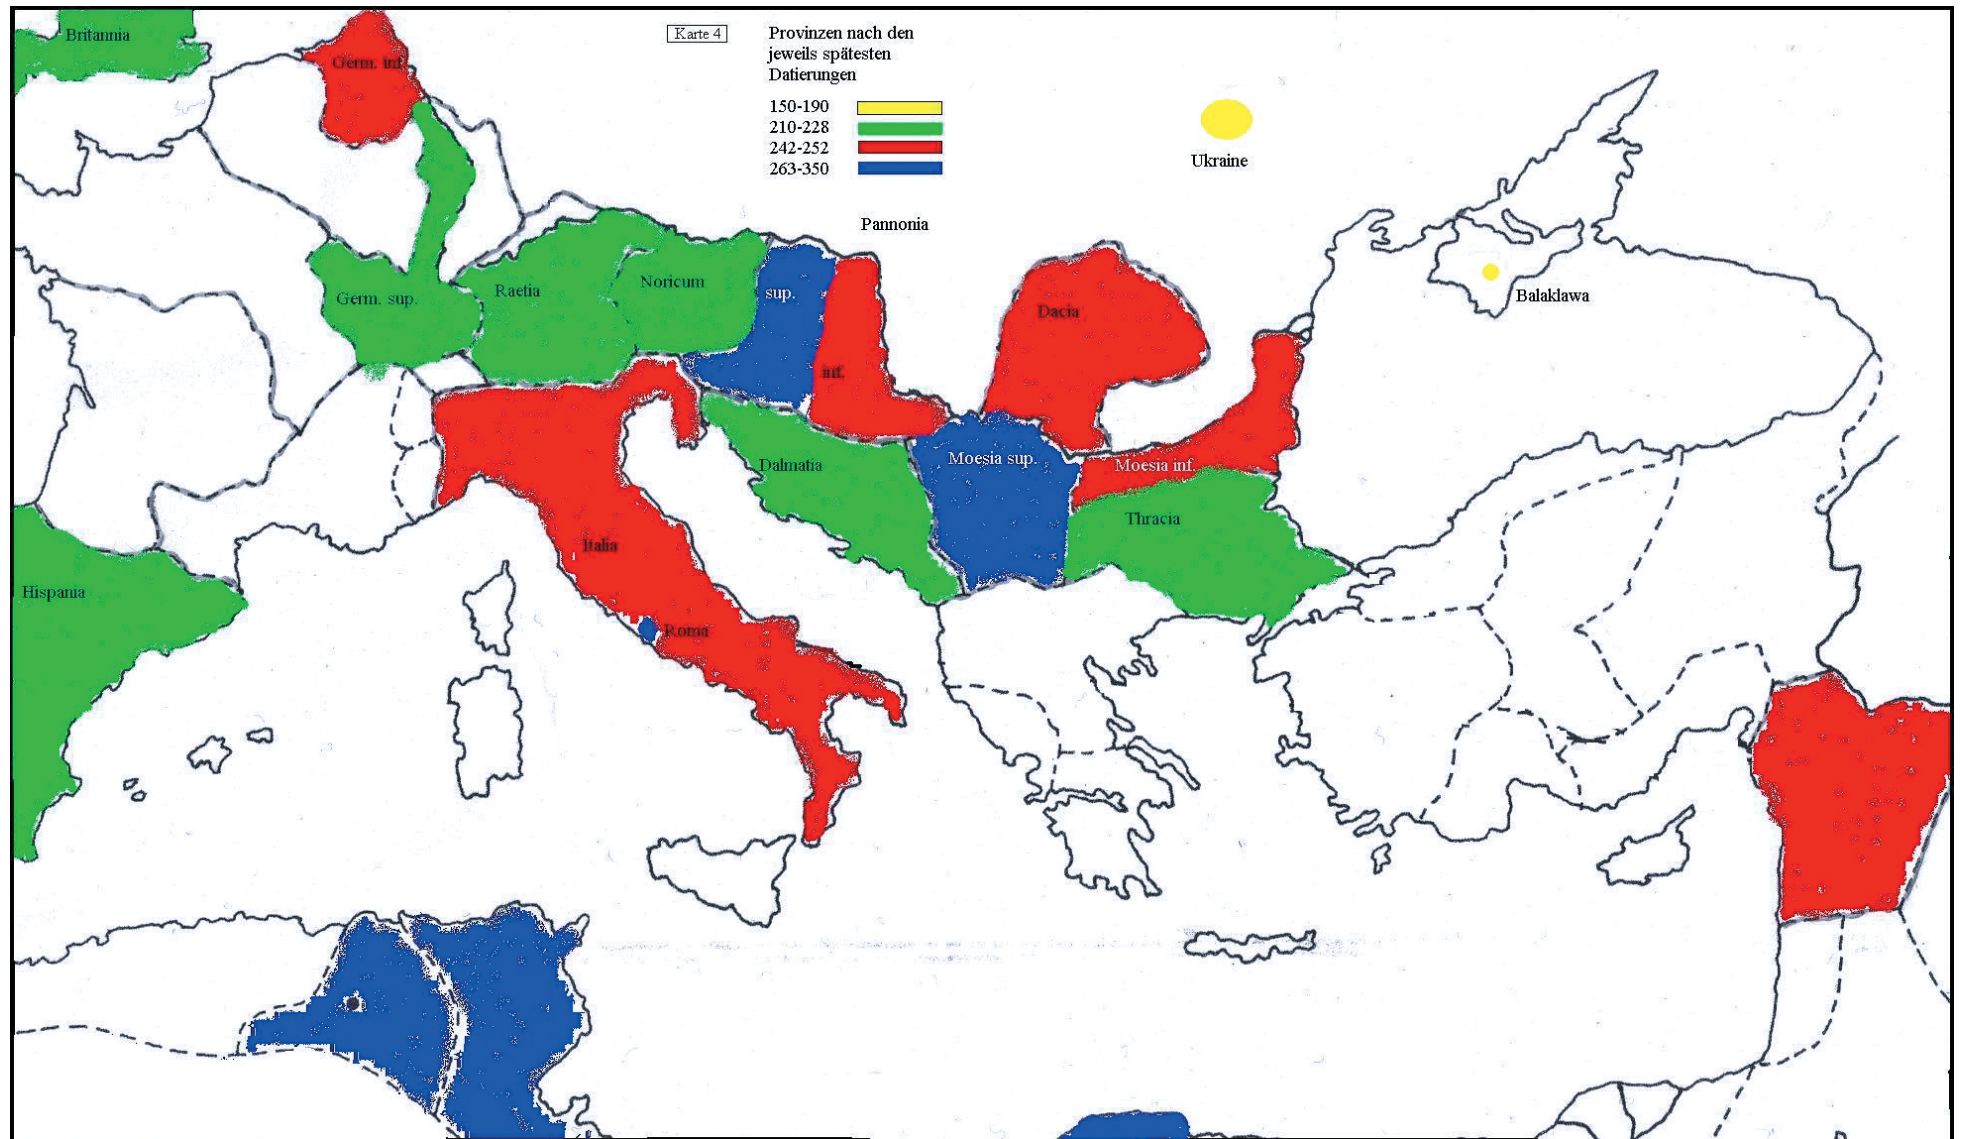 Karte 4
Provinzen nach den
jeweils spätesten
Datierungen
150-190
210-228
242-252
263-350
Britannia
Germ. inf.
Ukraine
Pannonia
Germ. sup.
Raetia
Noricum
sup.
inf.
Dacia
Balaklawa
Dalmatia
Moesia sup.
Moesia inf.
Thracia
Italia
Hispania
Roma